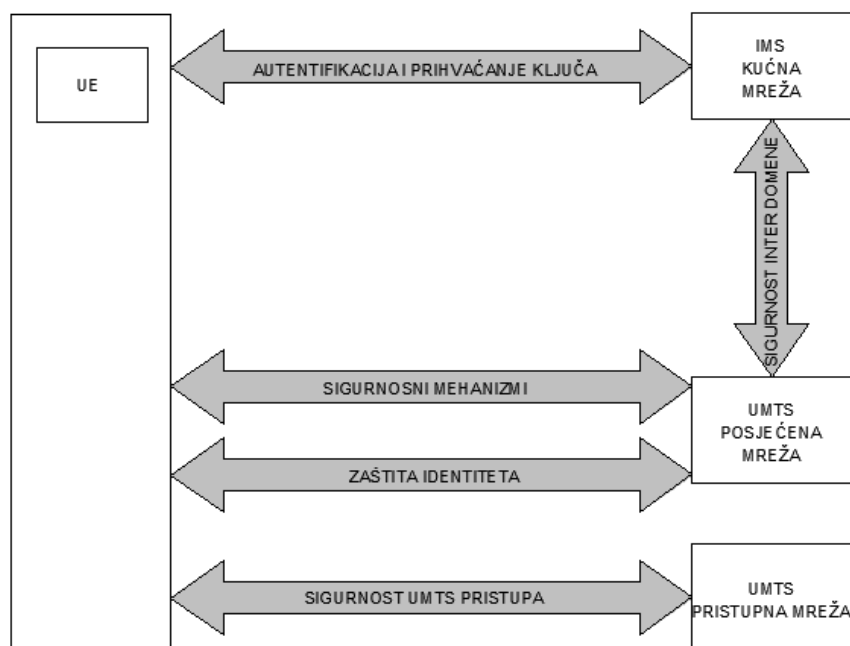 UE
AUTENTIFIKACIJA I PRIHVAĆANJE KLJUČA
IMS
KUĆNA
MREŽA
SIGURNOST INTER DOMENE
SIGURNOSNI MEHANIZMI
UMTS
POSJEĆENA
MREŽA
ZAŠTITA IDENTITETA
SIGURNOST UMTS PRISTUPA
UMTS
PRISTUPNA MREŽA